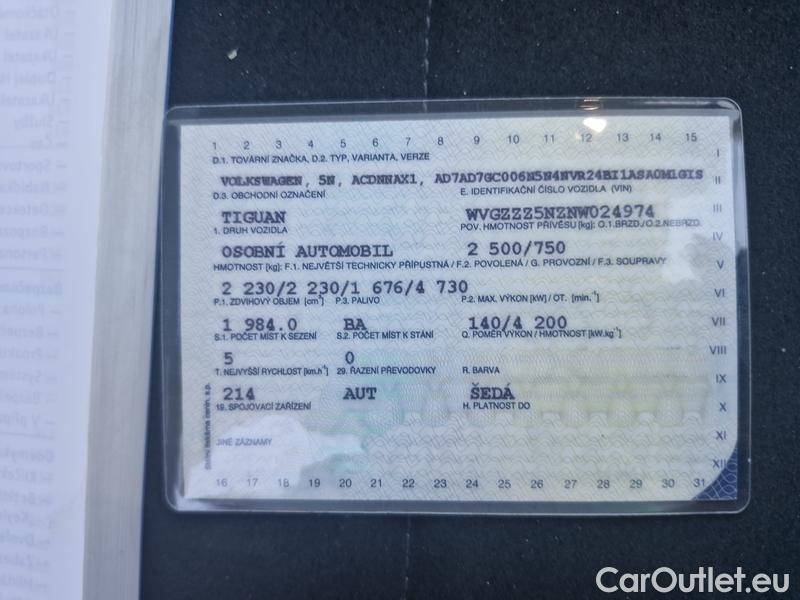 1 2 3 4 5 6 7 8 9 10 11 12 13 14 15 I
D.1. TOVÁRNÍ ZNAČKA, D.2. TYP, VARIANTA, VERZE
VOLKSWAGEN, 5N, ACDNNAX1, AD7AD7GC006N5N4NVR24BI1ASA0M1GIS II
D.3. OBCHODNÍ OZNAČENÍ E. IDENTIFIKAČNÍ ČÍSLO VOZIDLA (VIN)
TIGUAN WVGZZZ5NZNW024974 III
1. DRUH VOZIDLA POV. HMOTNOST PŘÍVĚSU [kg]: O.1.BRZD./O.2.NEBRZD.
IV
OSOBNÍ AUTOMOBIL 2 500/750
HMOTNOST [kg]: F.1. NEJVĚTŠÍ TECHNICKY PŘÍPUSTNÁ / F.2. POVOLENÁ / G. PROVOZNÍ / F.3. SOUPRAVY V
2 230/2 230/1 676/4 730 VI
P.1. ZDVIHOVÝ OBJEM [cm³] P.3. PALIVO P.2. MAX. VÝKON [kW] / OT. [min.⁻¹]
1 984.0 BA 140/4 200 VII
S.1. POČET MÍST K SEZENÍ S.2. POČET MÍST K STÁNÍ Q. POMĚR VÝKON / HMOTNOST [kW.kg⁻¹]
5 0 VIII
T. NEJVYŠŠÍ RYCHLOST [km.h⁻¹] 29. ŘAZENÍ PŘEVODOVKY R. BARVA
IX
214 AUT ŠEDÁ
19. SPOJOVACÍ ZAŘÍZENÍ H. PLATNOST DO X
JINÉ ZÁZNAMY XI
XII
16 17 18 19 20 21 22 23 24 25 26 27 28 29 30 31
CarOutlet.eu